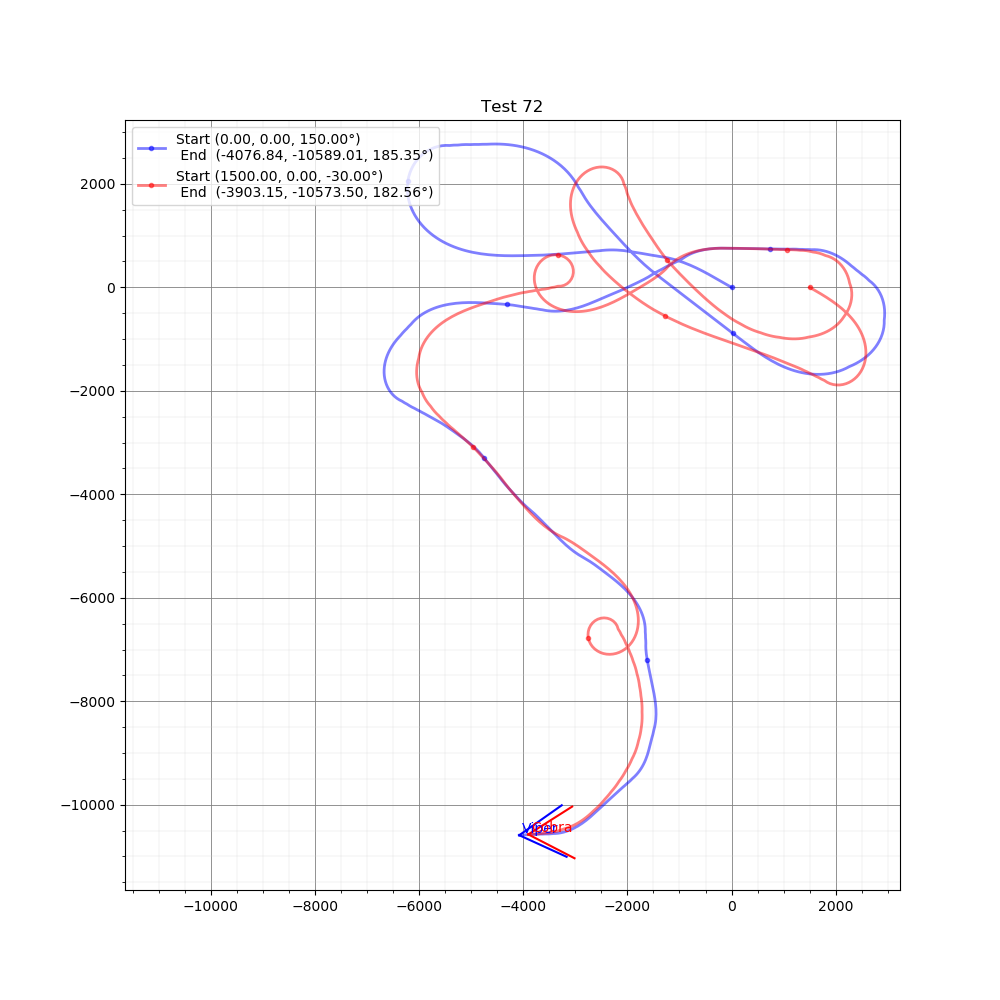 Test 72
Start (0.00, 0.00, 150.00°)
End (-4076.84, -10589.01, 185.35°)
Start (1500.00, 0.00, -30.00°)
End (-3903.15, -10573.50, 182.56°)
2000
0
−2000
−4000
−6000
−8000
−10000
Viper
−10000 −8000 −6000 −4000 −2000 0 2000